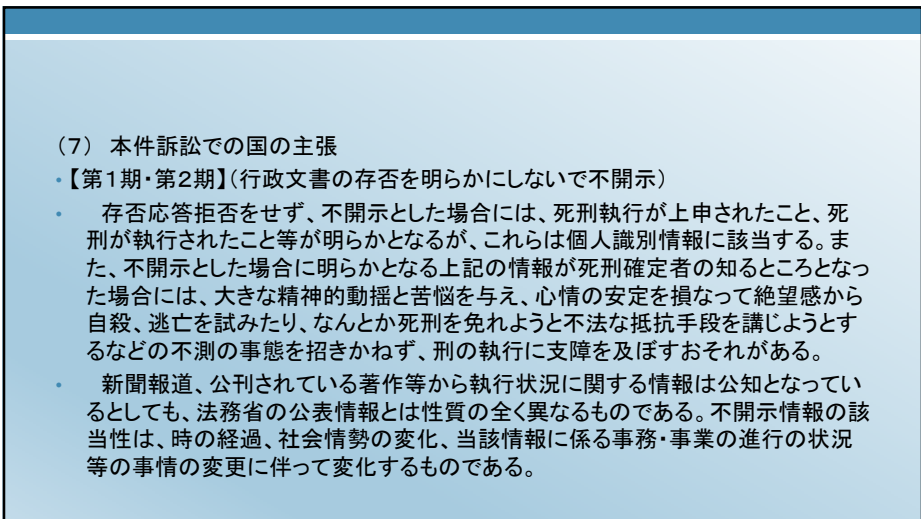 （７） 本件訴訟での国の主張
・【第１期・第２期】（行政文書の存否を明らかにしないで不開示）
・ 存否応答拒否をせず、不開示とした場合には、死刑執行が上申されたこと、死
刑が執行されたこと等が明らかとなるが、これらは個人識別情報に該当する。ま
た、不開示とした場合に明らかとなる上記の情報が死刑確定者の知るところとなっ
た場合には、大きな精神的動揺と苦悩を与え、心情の安定を損なって絶望感から
自殺、逃亡を試みたり、なんとか死刑を免れようと不法な抵抗手段を講じようとす
るなどの不測の事態を招きかねず、刑の執行に支障を及ぼすおそれがある。
・ 新聞報道、公刊されている著作等から執行状況に関する情報は公知となってい
るとしても、法務省の公表情報とは性質の全く異なるものである。不開示情報の該
当性は、時の経過、社会情勢の変化、当該情報に係る事務・事業の進行の状況
等の事情の変更に伴って変化するものである。